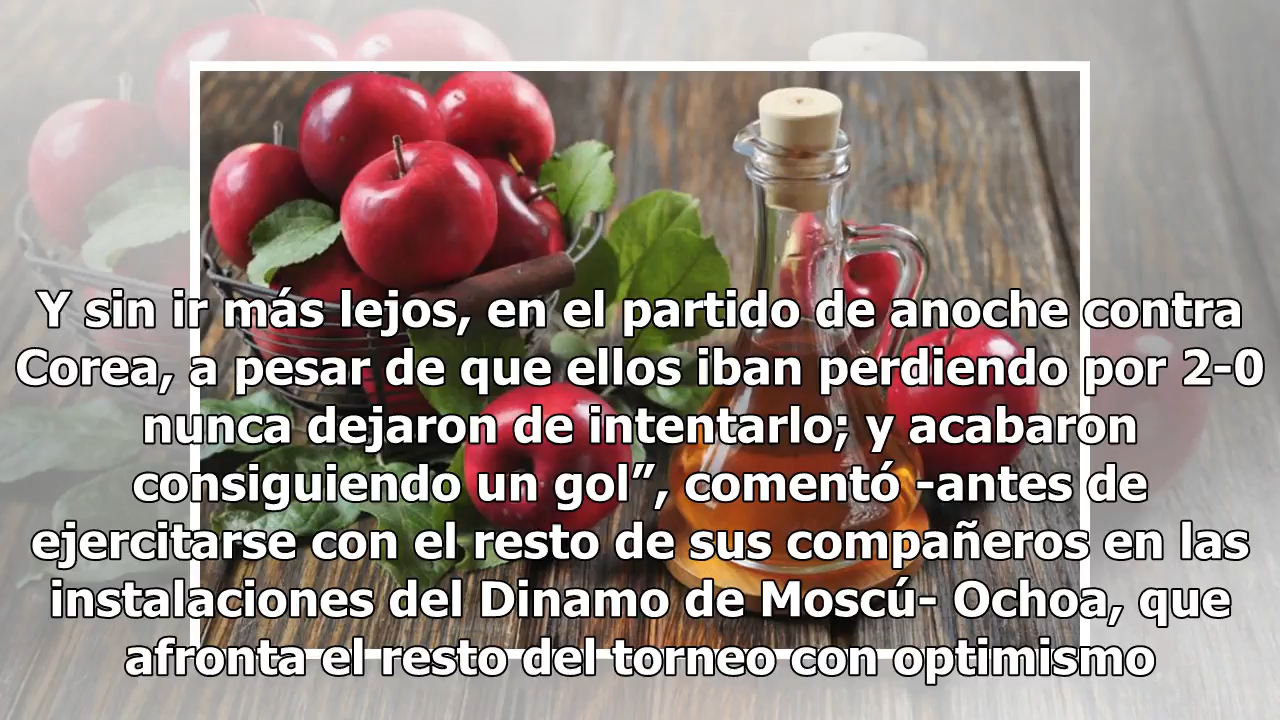 Y sin ir más lejos, en el partido de anoche contra
Corea, a pesar de que ellos iban perdiendo por 2-0
nunca dejaron de intentarlo; y acabaron
consiguiendo un gol”, comentó -antes de
ejercitarse con el resto de sus compañeros en las
instalaciones del Dinamo de Moscú- Ochoa, que
afronta el resto del torneo con optimismo